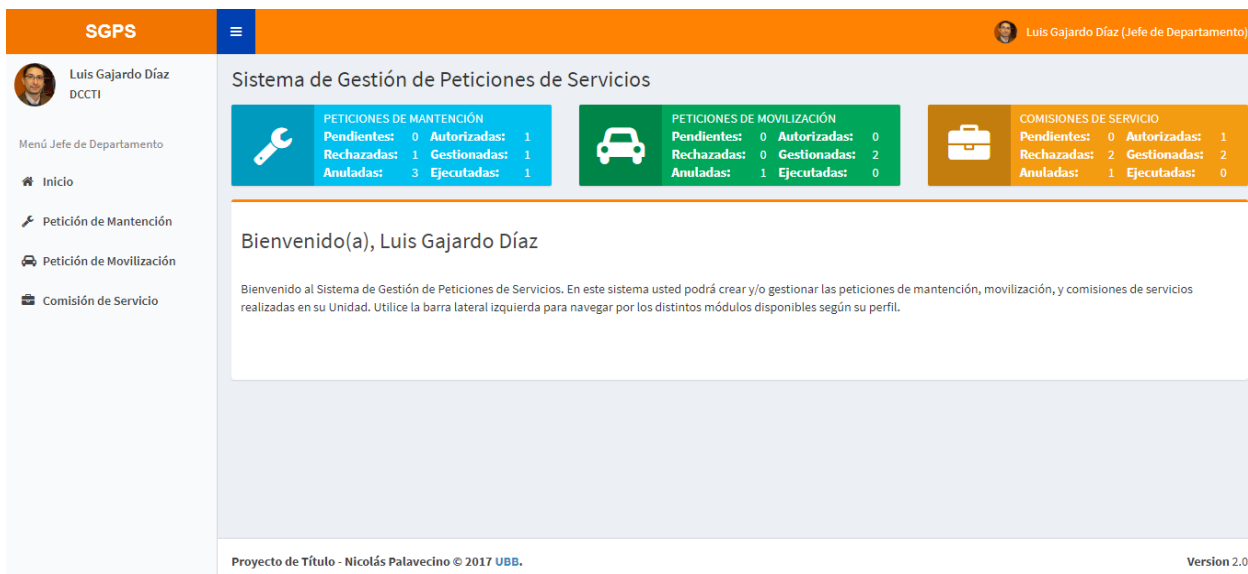 SGPS
Luis Gajardo Díaz (Jefe de Departamento)
Luis Gajardo Díaz
DCCTI
Menú Jefe de Departamento
Inicio
Petición de Mantención
Petición de Movilización
Comisión de Servicio
Sistema de Gestión de Peticiones de Servicios
PETICIONES DE MANTENCIÓN
Pendientes: 0 Autorizadas: 1
Rechazadas: 1 Gestionadas: 1
Anuladas: 3 Ejecutadas: 1
PETICIONES DE MOVILIZACIÓN
Pendientes: 0 Autorizadas: 0
Rechazadas: 0 Gestionadas: 2
Anuladas: 1 Ejecutadas: 0
COMISIONES DE SERVICIO
Pendientes: 0 Autorizadas: 1
Rechazadas: 2 Gestionadas: 2
Anuladas: 1 Ejecutadas: 0
Bienvenido(a), Luis Gajardo Díaz
Bienvenido al Sistema de Gestión de Peticiones de Servicios. En este sistema usted podrá crear y/o gestionar las peticiones de mantención, movilización, y comisiones de servicios
realizadas en su Unidad. Utilice la barra lateral izquierda para navegar por los distintos módulos disponibles según su perfil.
Proyecto de Título - Nicolás Palavecino © 2017 UBB.
Version 2.0